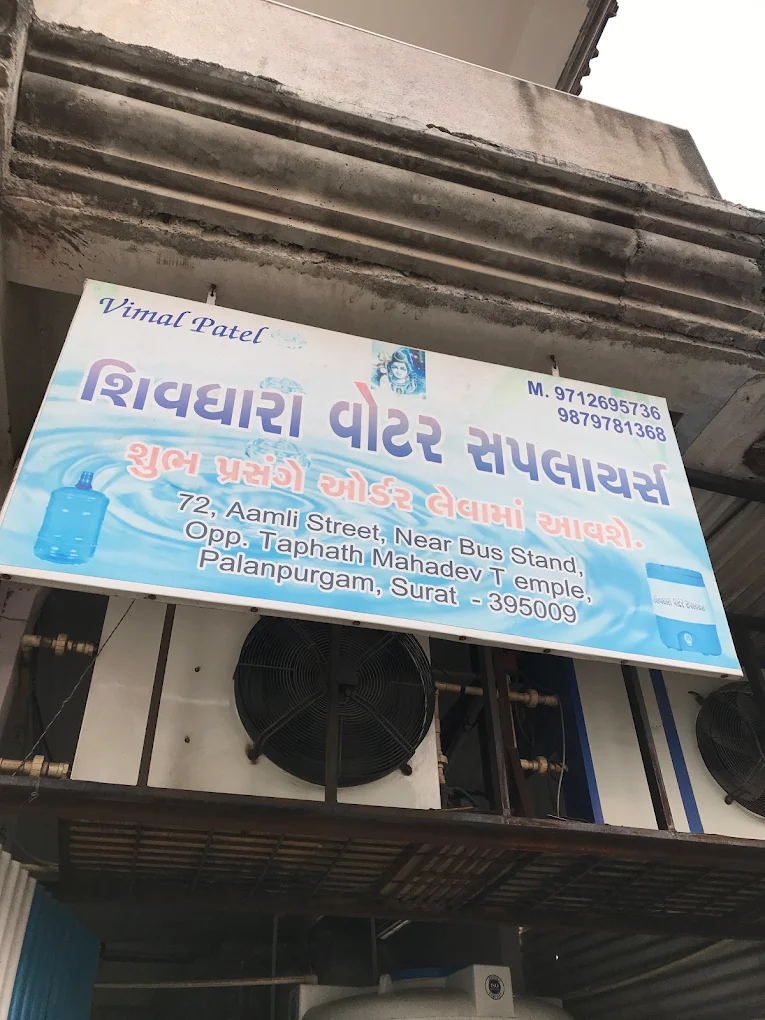 Vimal Patel
M. 9712695736
9879781368
શિવધારા વોટર સપલાયર્સ
શુભ પ્રસંગે ઓર્ડર લેવામાં આવશે.
72, Aamli Street, Near Bus Stand,
Opp. Taphath Mahadev T emple,
Palanpurgam, Surat - 395009